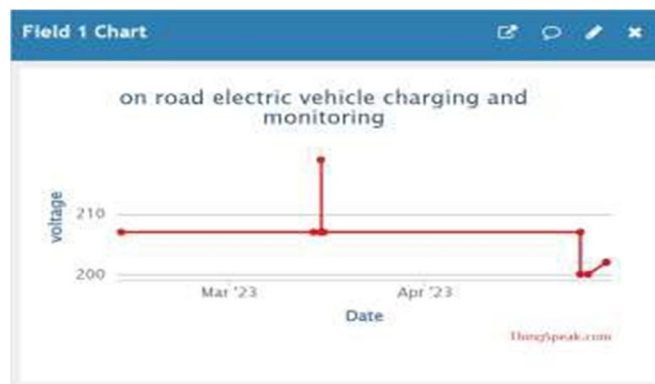 Field 1 Chart
on road electric vehicle charging and
monitoring
voltage
210
200
Mar '23
Apr '23
Date
ThingSpeak.com